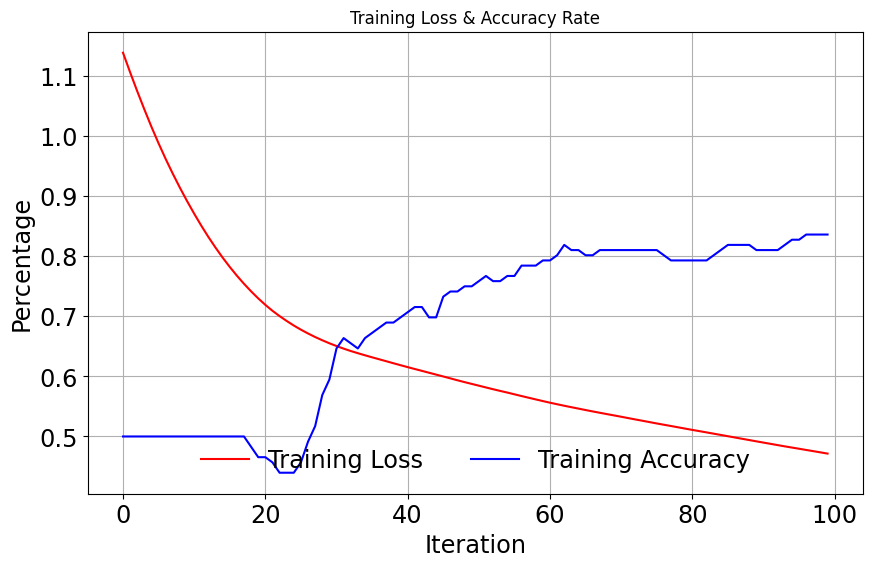 Training Loss & Accuracy Rate
Percentage
1.1
1.0
0.9
0.8
0.7
0.6
0.5
Training Loss Training Accuracy
0 20 40 60 80 100
Iteration